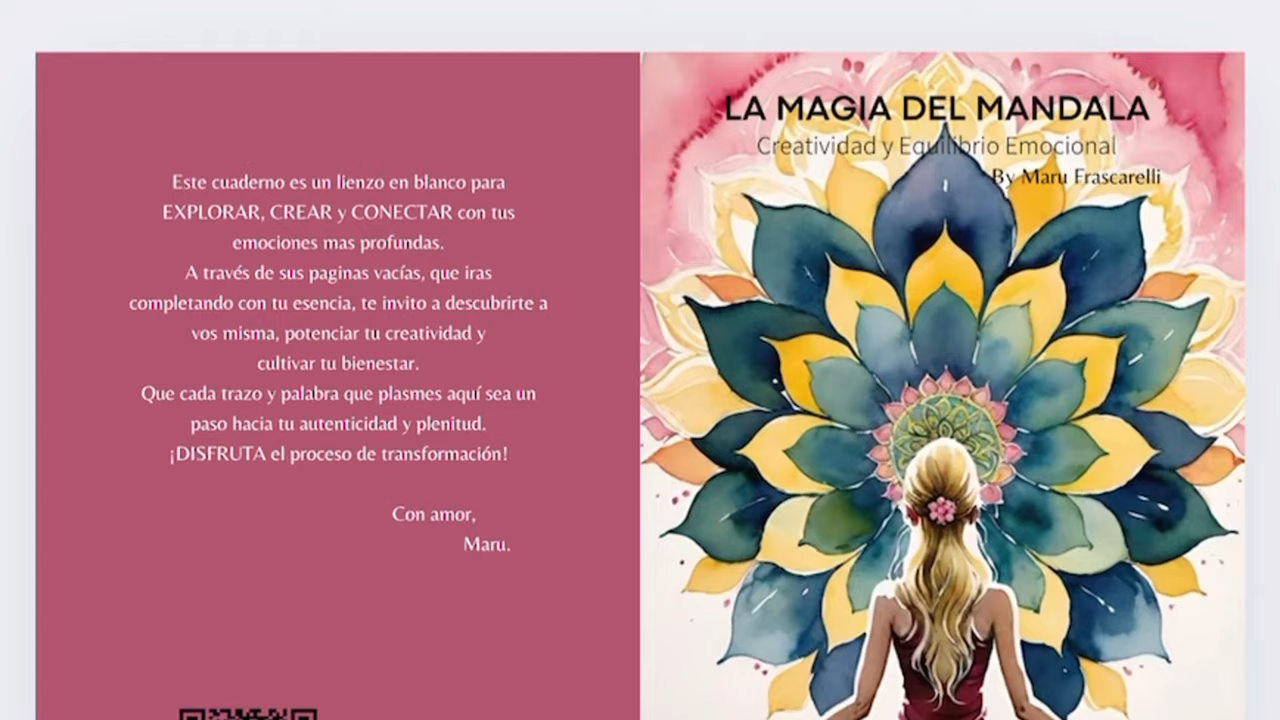 Este cuaderno es un lienzo en blanco para
EXPLORAR, CREAR y CONECTAR con tus
emociones mas profundas.
A través de sus paginas vacías, que iras
completando con tu esencia, te invito a descubrirte a
vos misma, potenciar tu creatividad y
cultivar tu bienestar.
Que cada trazo y palabra que plasmes aquí sea un
paso hacia tu autenticidad y plenitud.
¡DISFRUTA el proceso de transformación!
Con amor,
Maru.
LA MAGIA DEL MANDALA
Creatividad y Equilibrio Emocional
By Maru Frascarelli